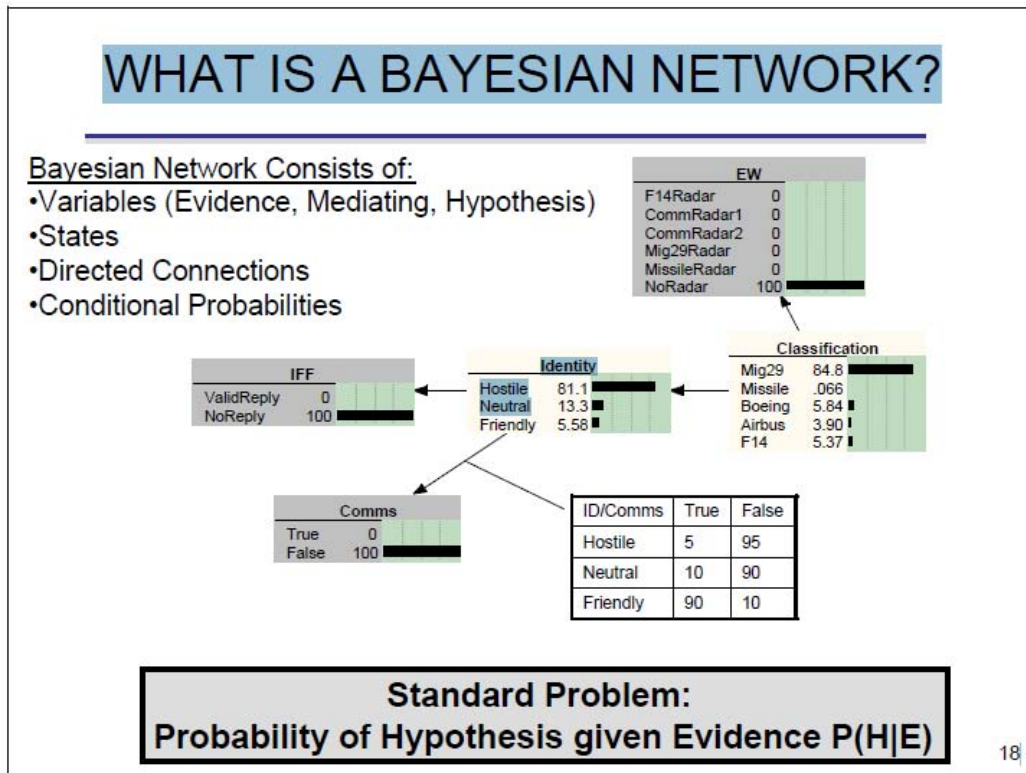 WHAT IS A BAYESIAN NETWORK?
Bayesian Network Consists of:
•Variables (Evidence, Mediating, Hypothesis)
•States
•Directed Connections
•Conditional Probabilities
EW
F14Radar 0
CommRadar1 0
CommRadar2 0
Mig29Radar 0
MissileRadar 0
NoRadar 100
IFF
ValidReply 0
NoReply 100
Identity
Hostile 81.1
Neutral 13.3
Friendly 5.58
Classification
Mig29 84.8
Missile .066
Boeing 5.84
Airbus 3.90
F14 5.37
Comms
True 0
False 100
ID/Comms True False
Hostile 5 95
Neutral 10 90
Friendly 90 10
Standard Problem:
Probability of Hypothesis given Evidence P(H|E)
18